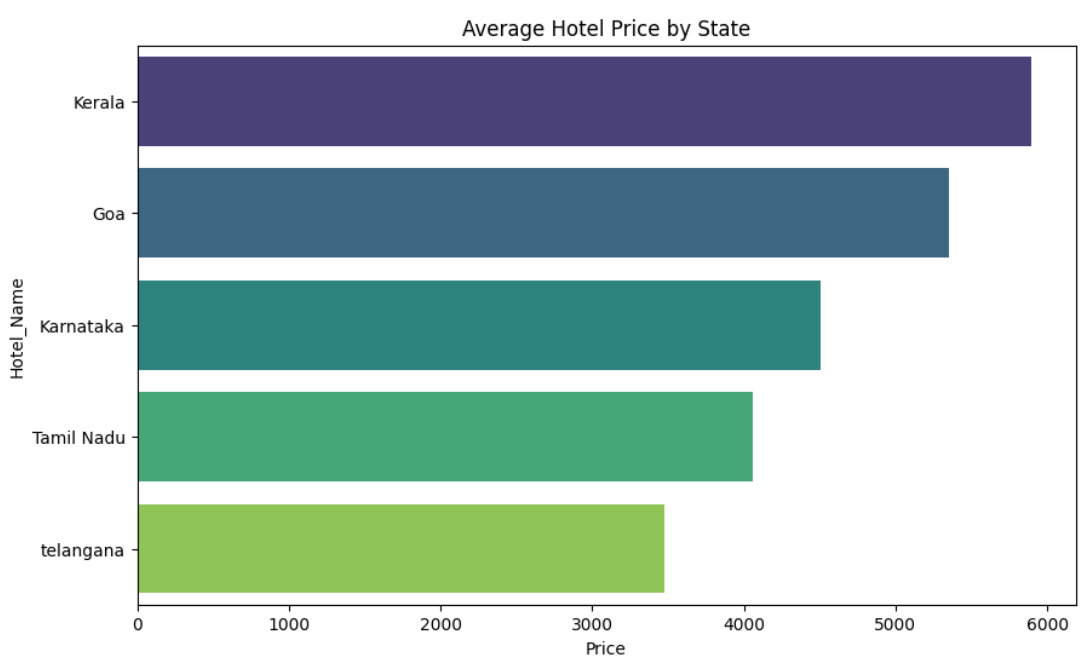 Average Hotel Price by State
Hotel_Name
Kerala
Goa
Karnataka
Tamil Nadu
telangana
0 1000 2000 3000 4000 5000 6000
Price